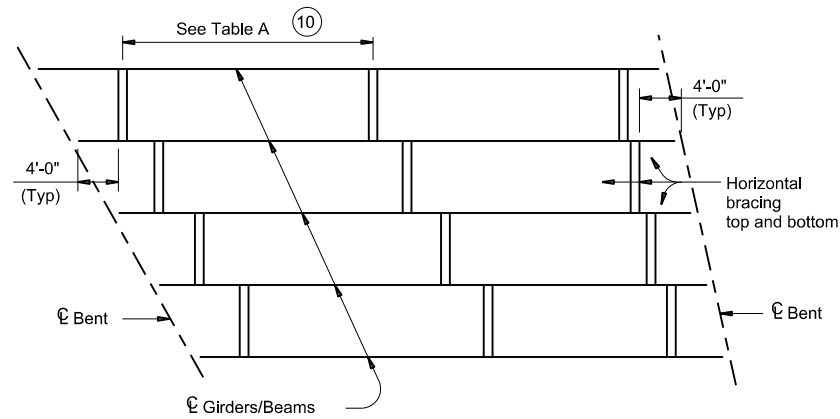 See Table A
10
4'-0"
(Typ)
4'-0"
(Typ)
Horizontal
bracing
top and bottom
℄ Bent
℄ Bent
℄ Girders/Beams